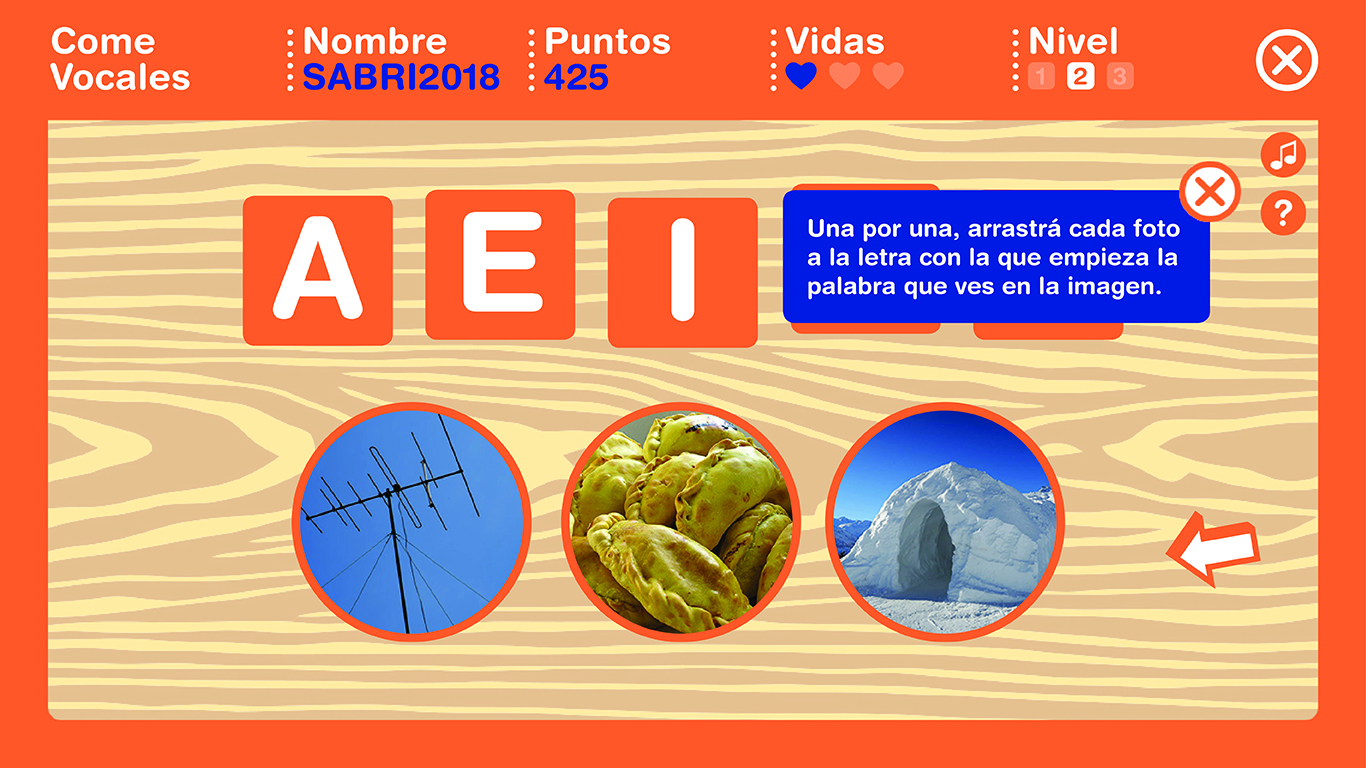 Come
Vocales
Nombre
SABRI2018
Puntos
425
Vidas
Nivel
1 2 3
?
A E I
Una por una, arrastrá cada foto
a la letra con la que empieza la
palabra que ves en la imagen.